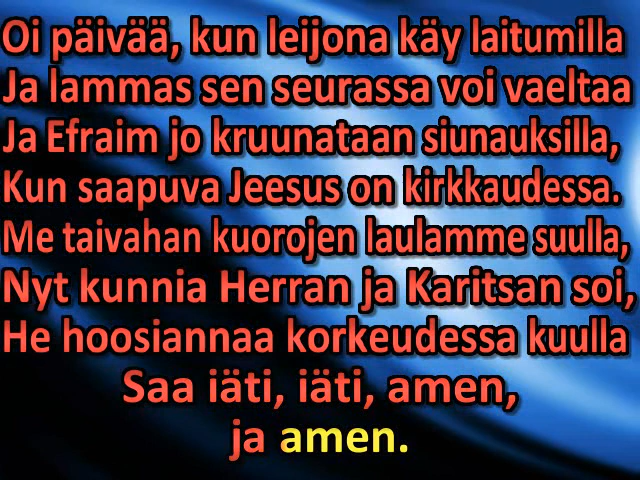 Oi päivää, kun leijona käy laitumilla
Ja lammas sen seurassa voi vaeltaa
Ja Efraim jo kruunataan siunauksilla,
Kun saapuva Jeesus on kirkkaudessa.
Me taivahan kuorojen laulamme suulla,
Nyt kunnia Herran ja Karitsan soi,
He hoosiannaa korkeudessa kuulla
Saa iäti, iäti, amen,
ja amen.